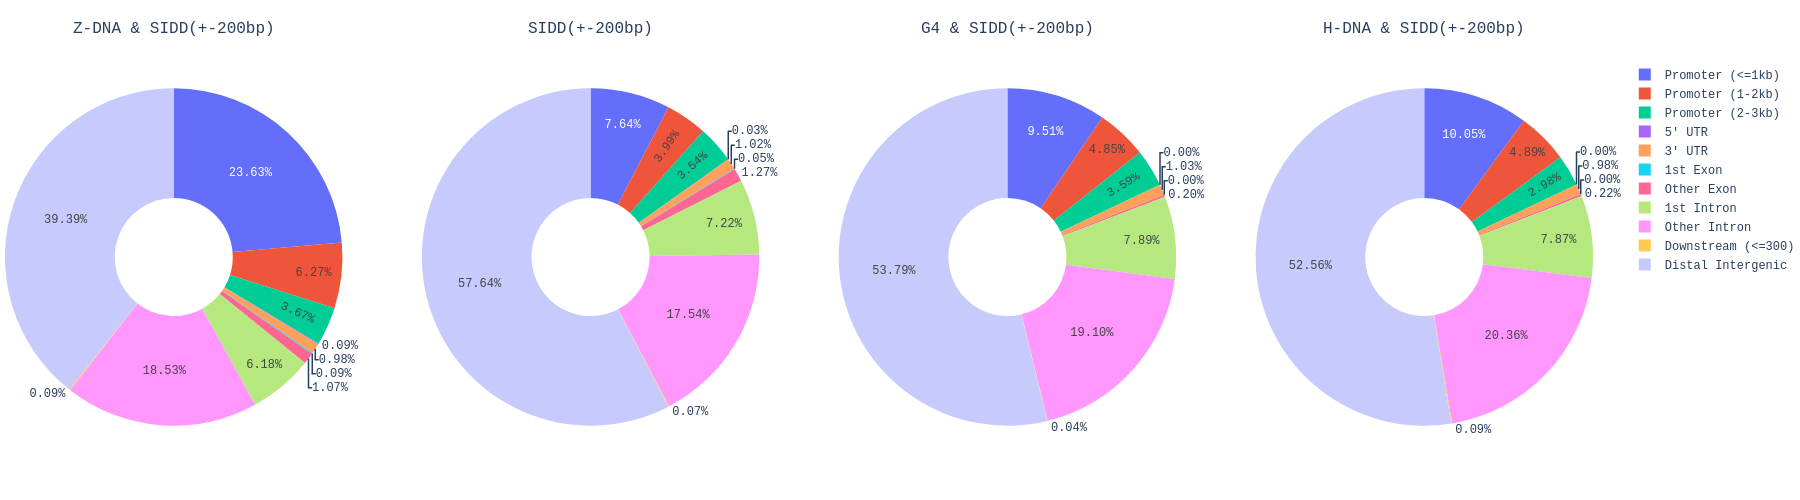 Z-DNA & SIDD(+-200bp)
23.63%
6.27%
3.67%
0.09%
0.98%
0.09%
1.07%
6.18%
18.53%
0.09%
39.39%
SIDD(+-200bp)
7.64%
3.99%
3.54%
0.03%
1.02%
0.05%
1.27%
7.22%
17.54%
0.07%
57.64%
G4 & SIDD(+-200bp)
9.51%
4.85%
3.59%
0.00%
1.03%
0.00%
0.20%
7.89%
19.10%
0.04%
53.79%
H-DNA & SIDD(+-200bp)
10.05%
4.89%
2.98%
0.00%
0.98%
0.00%
0.22%
7.87%
20.36%
0.09%
52.56%
Promoter (<=1kb)
Promoter (1-2kb)
Promoter (2-3kb)
5' UTR
3' UTR
1st Exon
Other Exon
1st Intron
Other Intron
Downstream (<=300)
Distal Intergenic